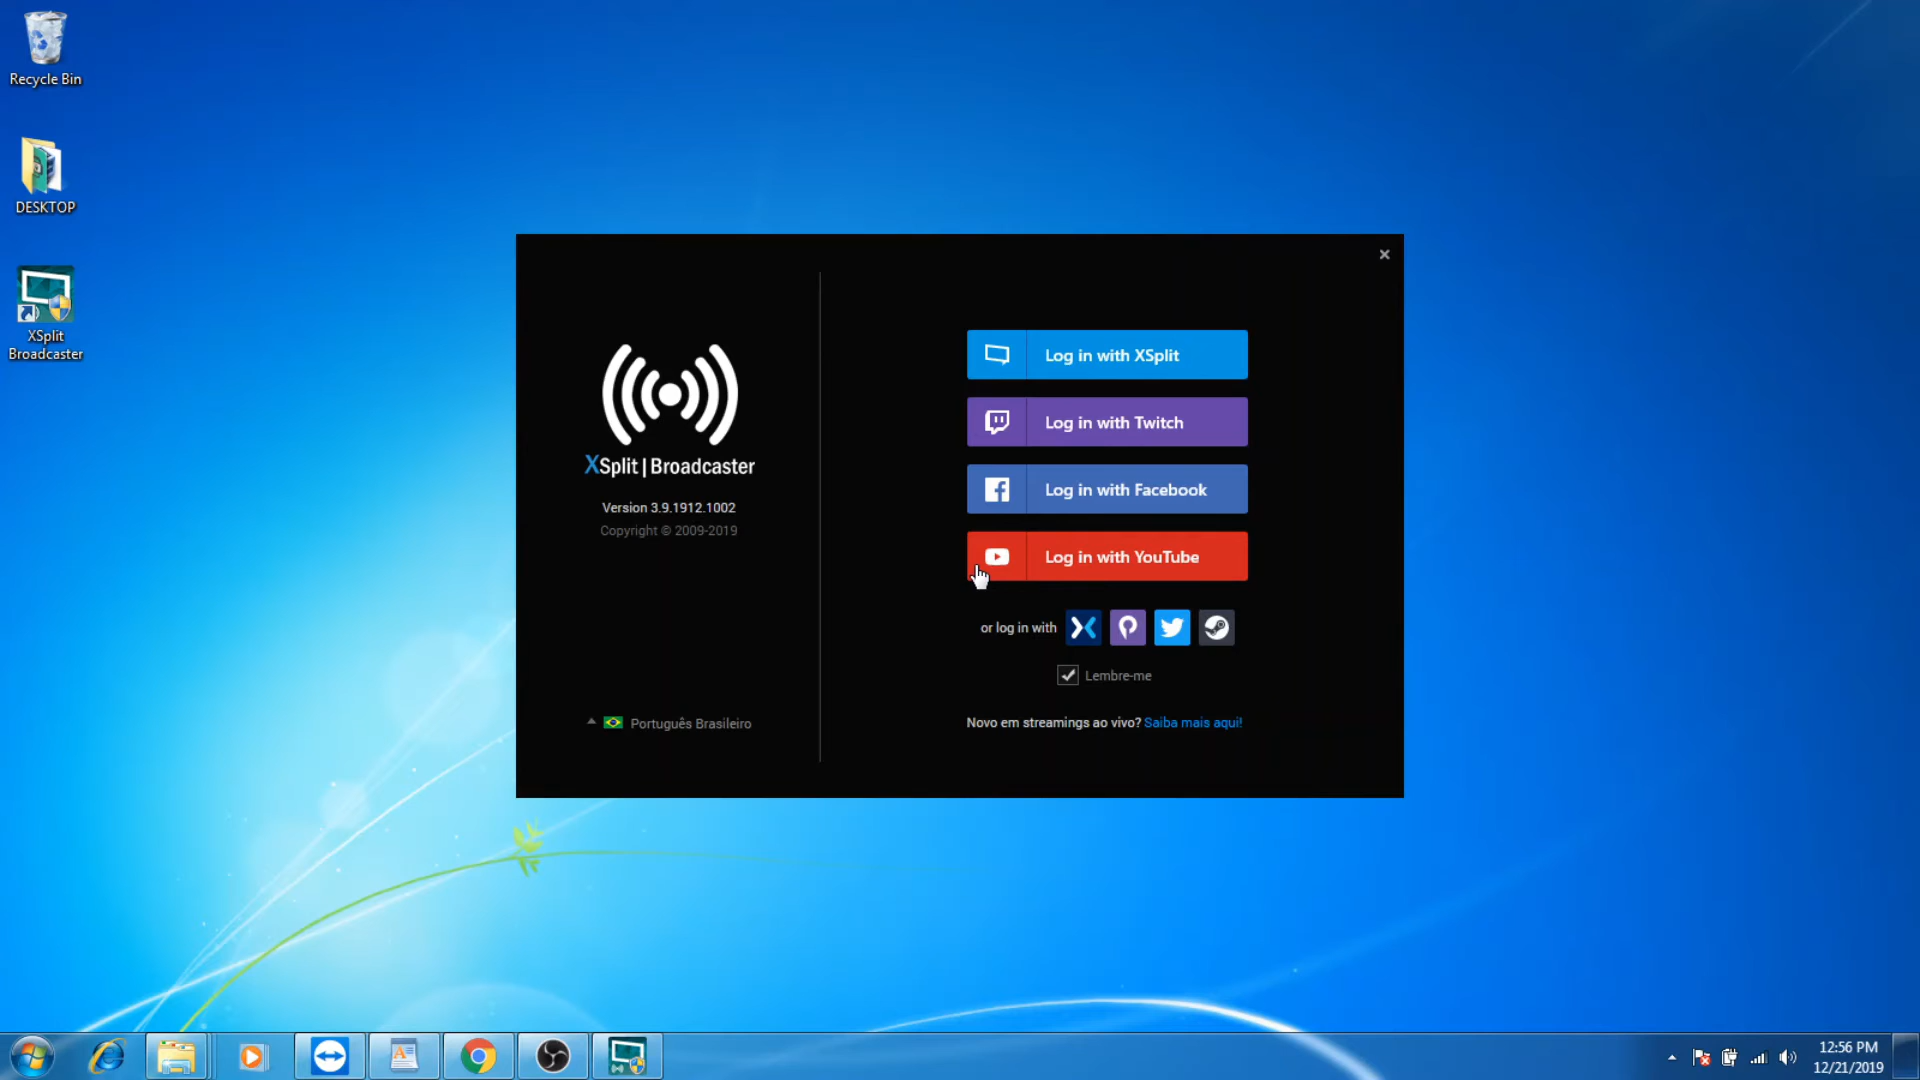 Recycle Bin
DESKTOP
XSplit
Broadcaster
XSplit | Broadcaster
Version 3.9.1912.1002
Copyright © 2009-2019
Português Brasileiro
Log in with XSplit
Log in with Twitch
Log in with Facebook
Log in with YouTube
or log in with
Lembre-me
Novo em streamings ao vivo? Saiba mais aqui!
12:56 PM
12/21/2019